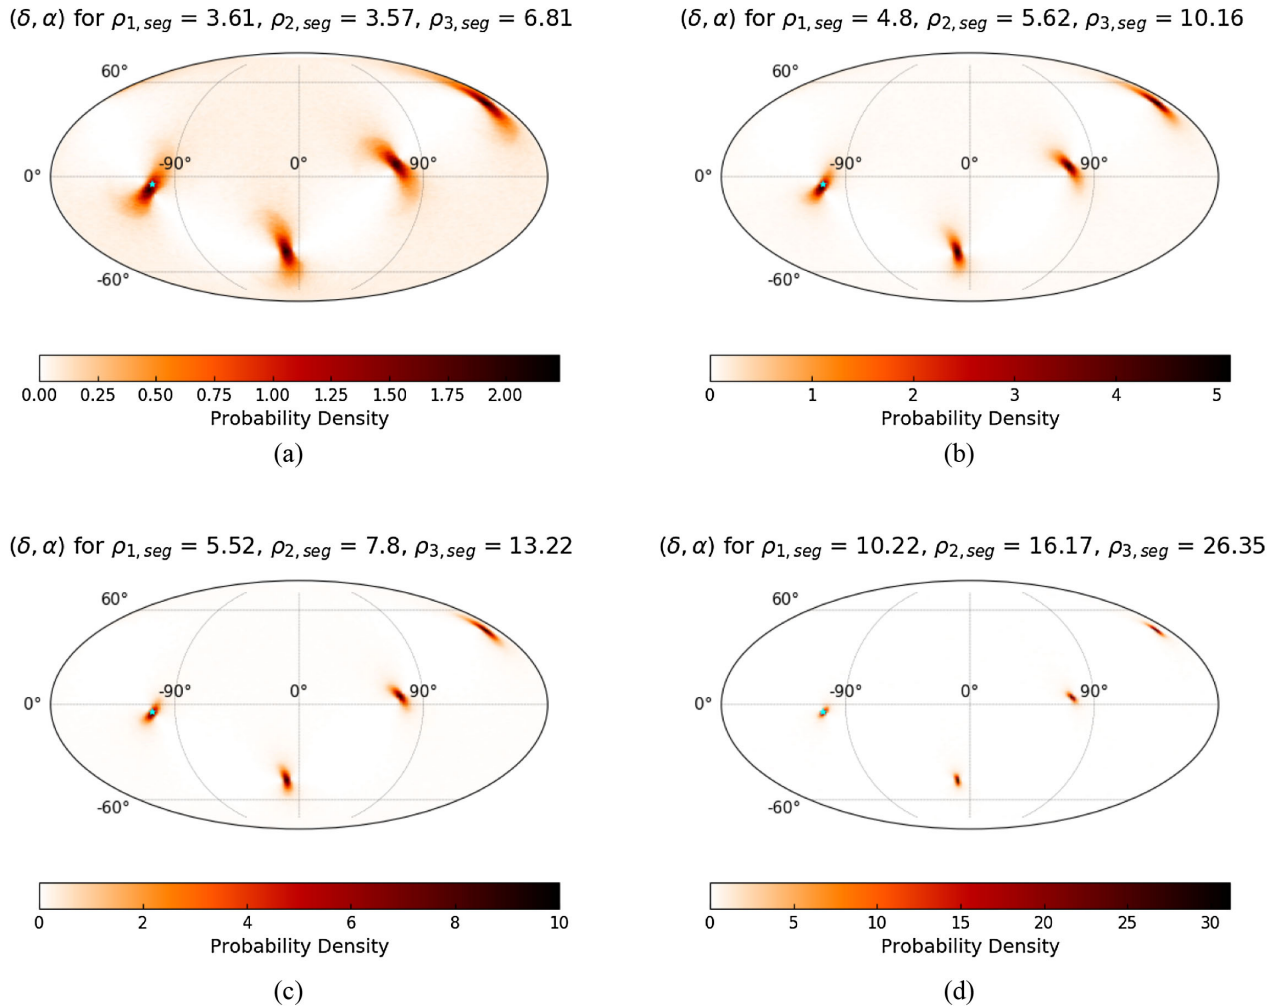 (δ, α) for ρ1,seg = 3.61, ρ2,seg = 3.57, ρ3,seg = 6.81
60°
-90° 0° 90°
0°
-60°
0.00 0.25 0.50 0.75 1.00 1.25 1.50 1.75 2.00
Probability Density
(a)
(δ, α) for ρ1,seg = 4.8, ρ2,seg = 5.62, ρ3,seg = 10.16
60°
-90° 0° 90°
0°
-60°
0 1 2 3 4 5
Probability Density
(b)
(δ, α) for ρ1,seg = 5.52, ρ2,seg = 7.8, ρ3,seg = 13.22
60°
-90° 0° 90°
0°
-60°
0 2 4 6 8 10
Probability Density
(c)
(δ, α) for ρ1,seg = 10.22, ρ2,seg = 16.17, ρ3,seg = 26.35
60°
-90° 0° 90°
0°
-60°
0 5 10 15 20 25 30
Probability Density
(d)